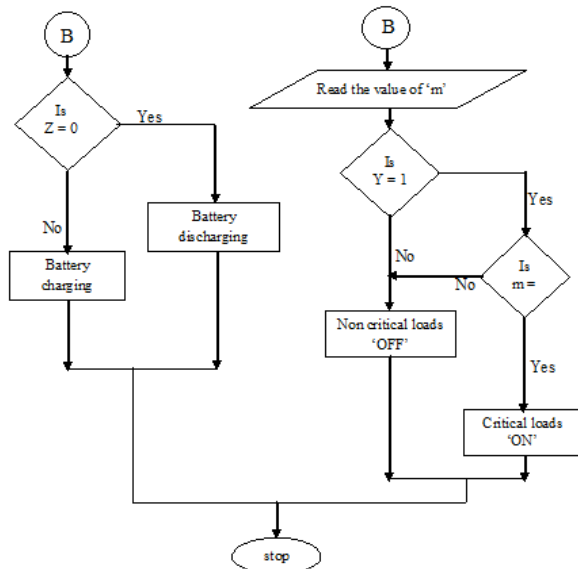 B
Is
Z = 0
Yes
No
Battery
discharging
Battery
charging
B
Read the value of ‘m’
Is
Y = 1
Yes
No
Is
m =
No
Non critical loads
‘OFF’
Yes
Critical loads
‘ON’
stop